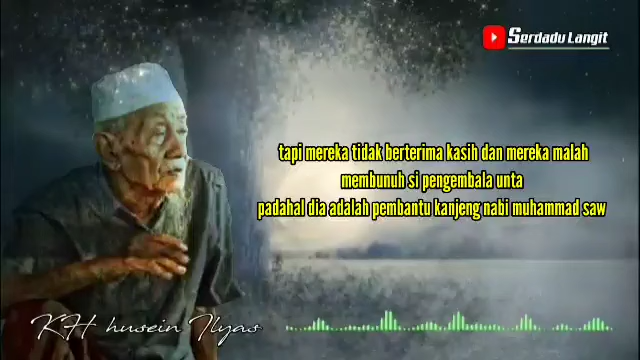 Serdadu Langit
tapi mereka tidak berterima kasih dan mereka malah
membunuh si pengembala unta
padahal dia adalah pembantu kanjeng nabi muhammad saw
KH husein Ilyas